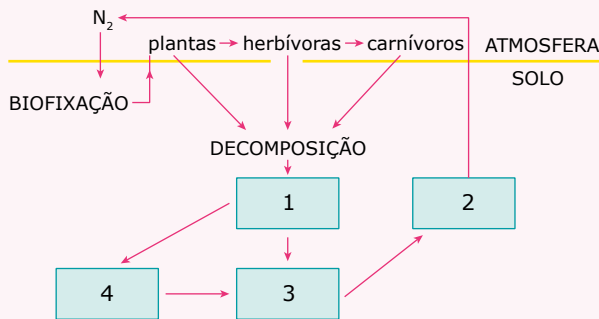 N₂
plantas herbívoras carnívoros ATMOSFERA
SOLO
BIOFIXAÇÃO
DECOMPOSIÇÃO
1 2
4 3